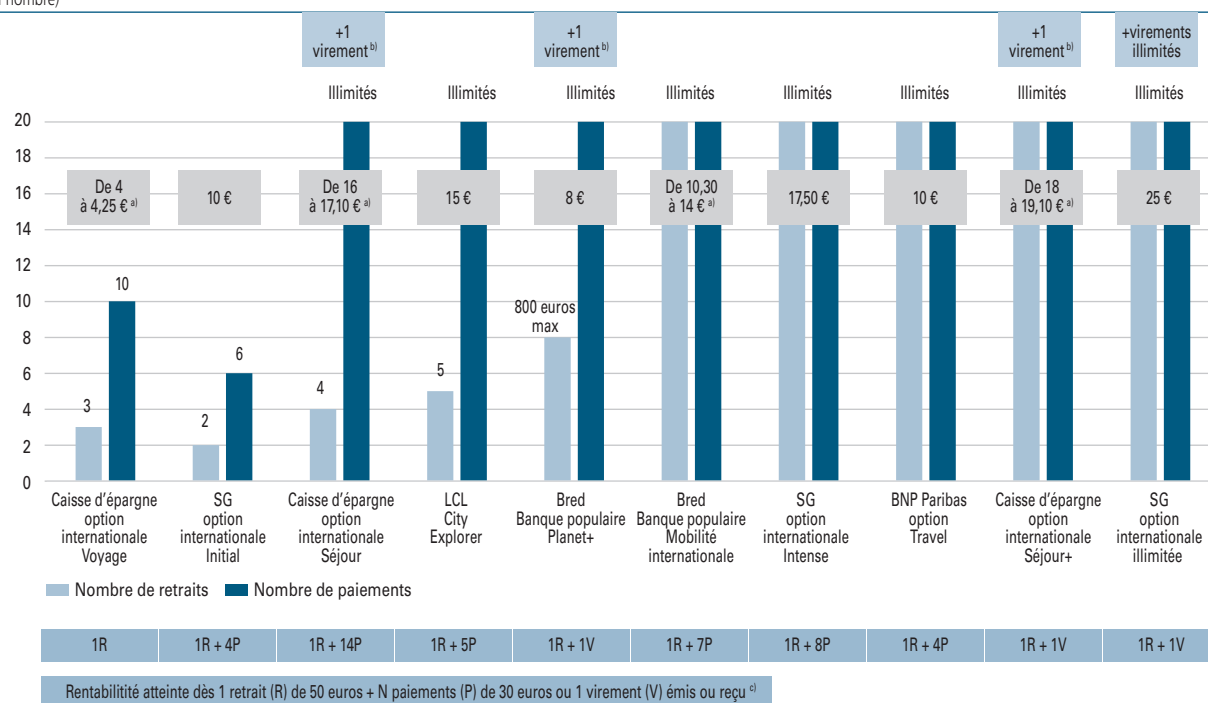 nombre)
+1
virement b)
+1
virement b)
+1
virement b)
+virements
illimités
Illimités
Illimités
Illimités
Illimités
Illimités
Illimités
Illimités
Illimités
20
18
16
14
12
10
8
6
4
2
0
De 4
à 4,25 € a)
10 €
De 16
à 17,10 € a)
15 €
8 €
De 10,30
à 14 € a)
17,50 €
10 €
De 18
à 19,10 € a)
25 €
3
10
2
6
4
5
800 euros
max
Caisse d'épargne
option
internationale
Voyage
SG
option
internationale
Initial
Caisse d'épargne
option
internationale
Séjour
LCL
City
Explorer
Bred
Banque populaire
Planet+
Bred
Banque populaire
Mobilité
internationale
SG
option
internationale
Intense
BNP Paribas
option
Travel
Caisse d'épargne
option
internationale
Séjour+
SG
option
internationale
illimitée
Nombre de retraits
Nombre de paiements
1R
1R + 4P
1R + 14P
1R + 5P
1R + 1V
1R + 7P
1R + 8P
1R + 4P
1R + 1V
1R + 1V
Rentabilitité atteinte dès 1 retrait (R) de 50 euros + N paiements (P) de 30 euros ou 1 virement (V) émis ou reçu c)